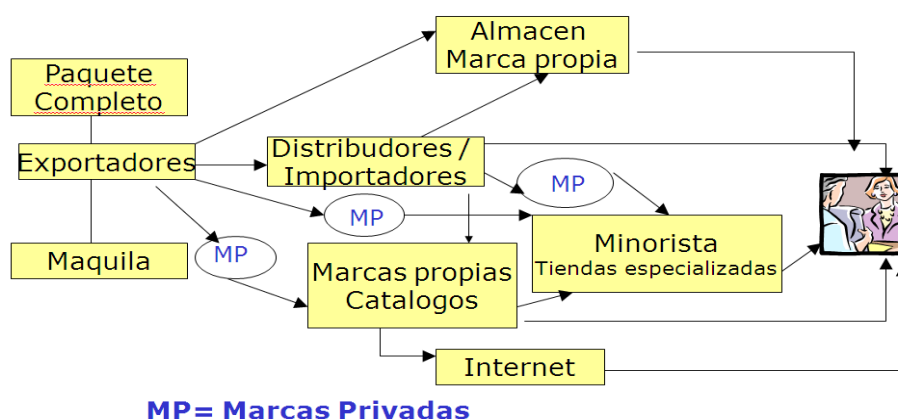 Almacen
Marca propia
Paquete
Completo
Exportadores
Distribudores /
Importadores
MP
MP
Minorista
Tiendas especializadas
Maquila
MP
Marcas propias
Catalogos
Internet
MP= Marcas Privadas